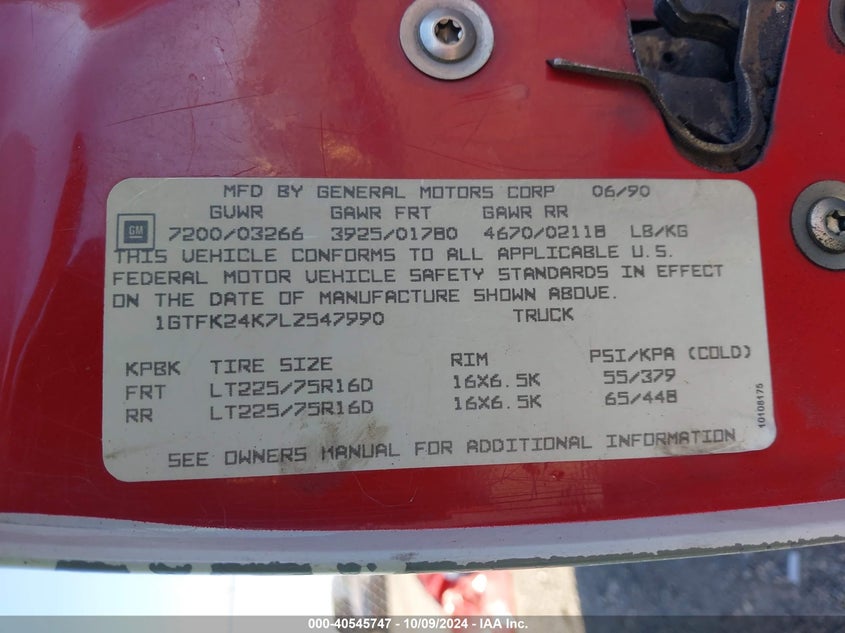 MFD BY GENERAL MOTORS CORP 06/90
GVWR GAWR FRT GAWR RR
GM 7200/03266 3925/01780 4670/02118 LB/KG
THIS VEHICLE CONFORMS TO ALL APPLICABLE U.S.
FEDERAL MOTOR VEHICLE SAFETY STANDARDS IN EFFECT
ON THE DATE OF MANUFACTURE SHOWN ABOVE.
1GTFK24K7LZ547990 TRUCK
KPBK TIRE SIZE RIM PSI/KPA (COLD)
FRT LT225/75R16D 16X6.5K 55/379
RR LT225/75R16D 16X6.5K 65/448
10108175
SEE OWNERS MANUAL FOR ADDITIONAL INFORMATION
000-40545747 - 10/09/2024 - IAA Inc.